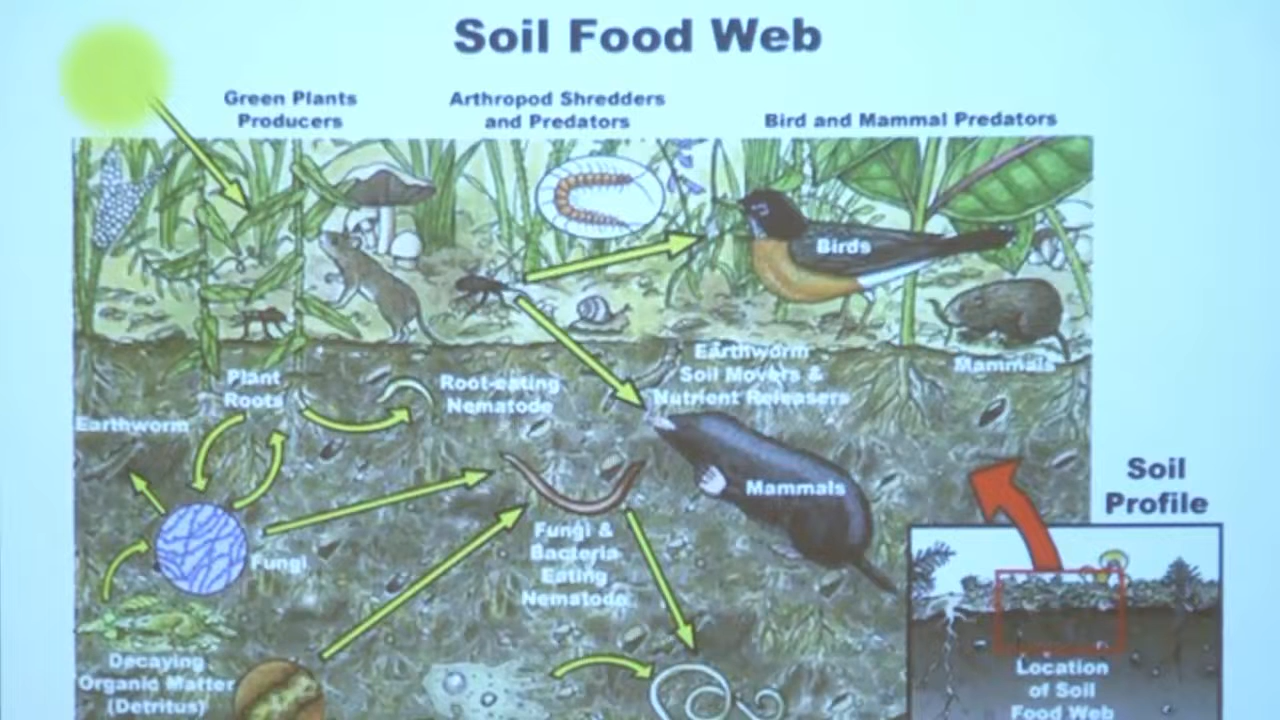 Soil Food Web
Green Plants
Producers
Arthropod Shredders
and Predators
Bird and Mammal Predators
Birds
Mammals
Earthworm
Soil Movers &
Nutrient Releasers
Plant
Roots
Root-eating
Nematode
Earthworm
Mammals
Soil
Profile
Fungi
Fungi &
Bacteria
Eating
Nematode
Decaying
Organic Matter
(Detritus)
Location
of Soil
Food Web